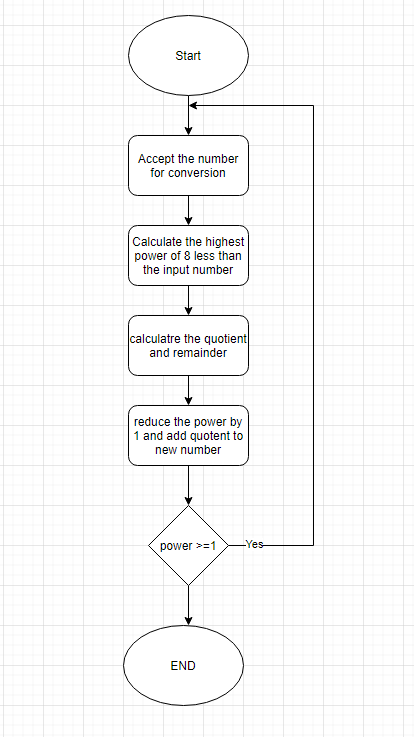 Start
Accept the number
for conversion
Calculate the highest
power of 8 less than
the input number
calculatre the quotient
and remainder
reduce the power by
1 and add quotent to
new number
power >=1
Yes
END